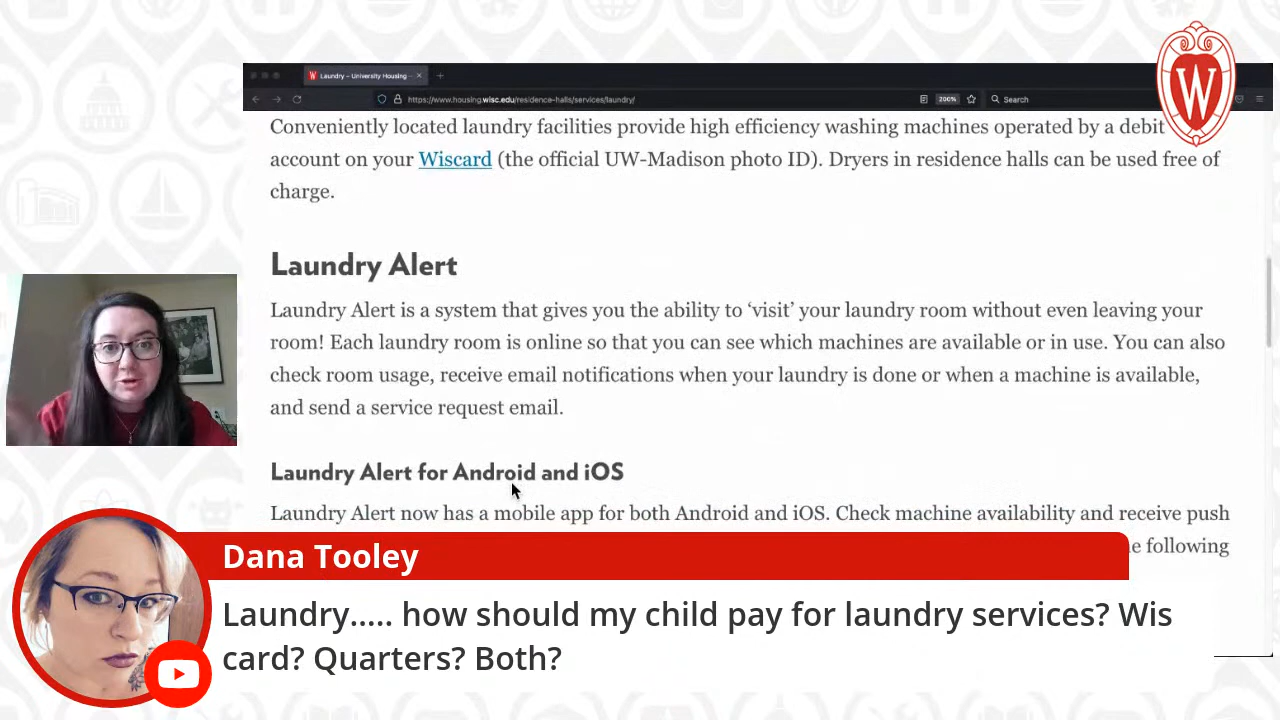 Laundry – University Housing –
https://www.housing.wisc.edu/residence-halls/services/laundry/
200%
Search
W
Conveniently located laundry facilities provide high efficiency washing machines operated by a debit
account on your Wiscard (the official UW-Madison photo ID). Dryers in residence halls can be used free of
charge.
Laundry Alert
Laundry Alert is a system that gives you the ability to ‘visit’ your laundry room without even leaving your
room! Each laundry room is online so that you can see which machines are available or in use. You can also
check room usage, receive email notifications when your laundry is done or when a machine is available,
and send a service request email.
Laundry Alert for Android and iOS
Laundry Alert now has a mobile app for both Android and iOS. Check machine availability and receive push
following
Dana Tooley
Laundry..... how should my child pay for laundry services? Wis
card? Quarters? Both?